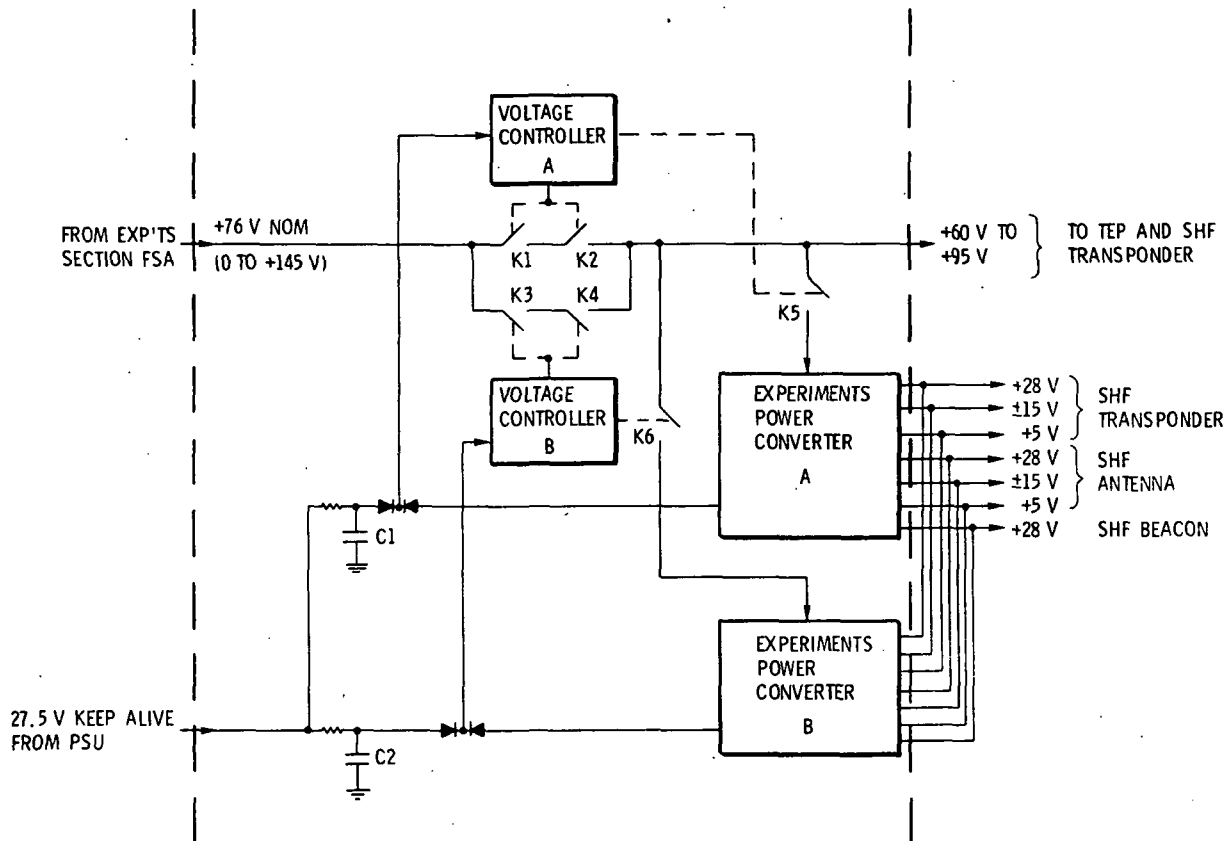 VOLTAGE
CONTROLLER
A
FROM EXP'TS
SECTION FSA
+76 V NOM
(0 TO +145 V)
K1
K2
K3
K4
+60 V TO
+95 V
TO TEP AND SHF
TRANSPONDER
K5
VOLTAGE
CONTROLLER
B
K6
EXPERIMENTS
POWER
CONVERTER
A
+28 V
±15 V
+5 V
SHF
TRANSPONDER
+28 V
±15 V
+5 V
SHF
ANTENNA
+28 V
SHF BEACON
C1
EXPERIMENTS
POWER
CONVERTER
B
27.5 V KEEP ALIVE
FROM PSU
C2